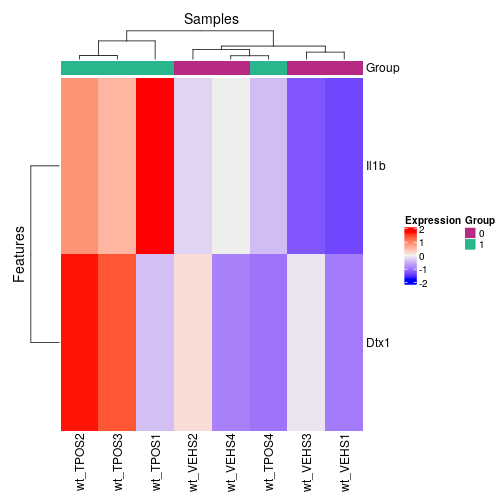 Samples
Group
Il1b
Dtx1
Features
wt_TPOS2
wt_TPOS3
wt_TPOS1
wt_VEHS2
wt_VEHS4
wt_TPOS4
wt_VEHS3
wt_VEHS1
Expression
2
1
0
-1
-2
Group
0
1